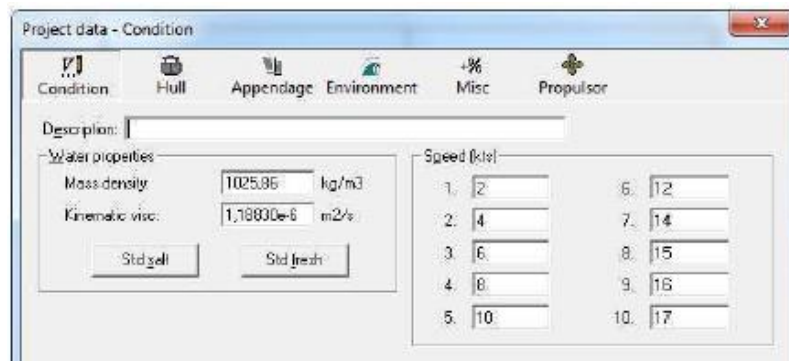 Project data - Condition
Condition Hull Appendage Environment +% Misc Propulsor
Description:
Water properties
Mass density: 1025,86 kg/m3
Kinematic visc: 1,18830e-6 m2/s
Std salt Std fresh
Speed (kts)
1. 2 6. 12
2. 4 7. 14
3. 6 8. 15
4. 8 9. 16
5. 10 10. 17